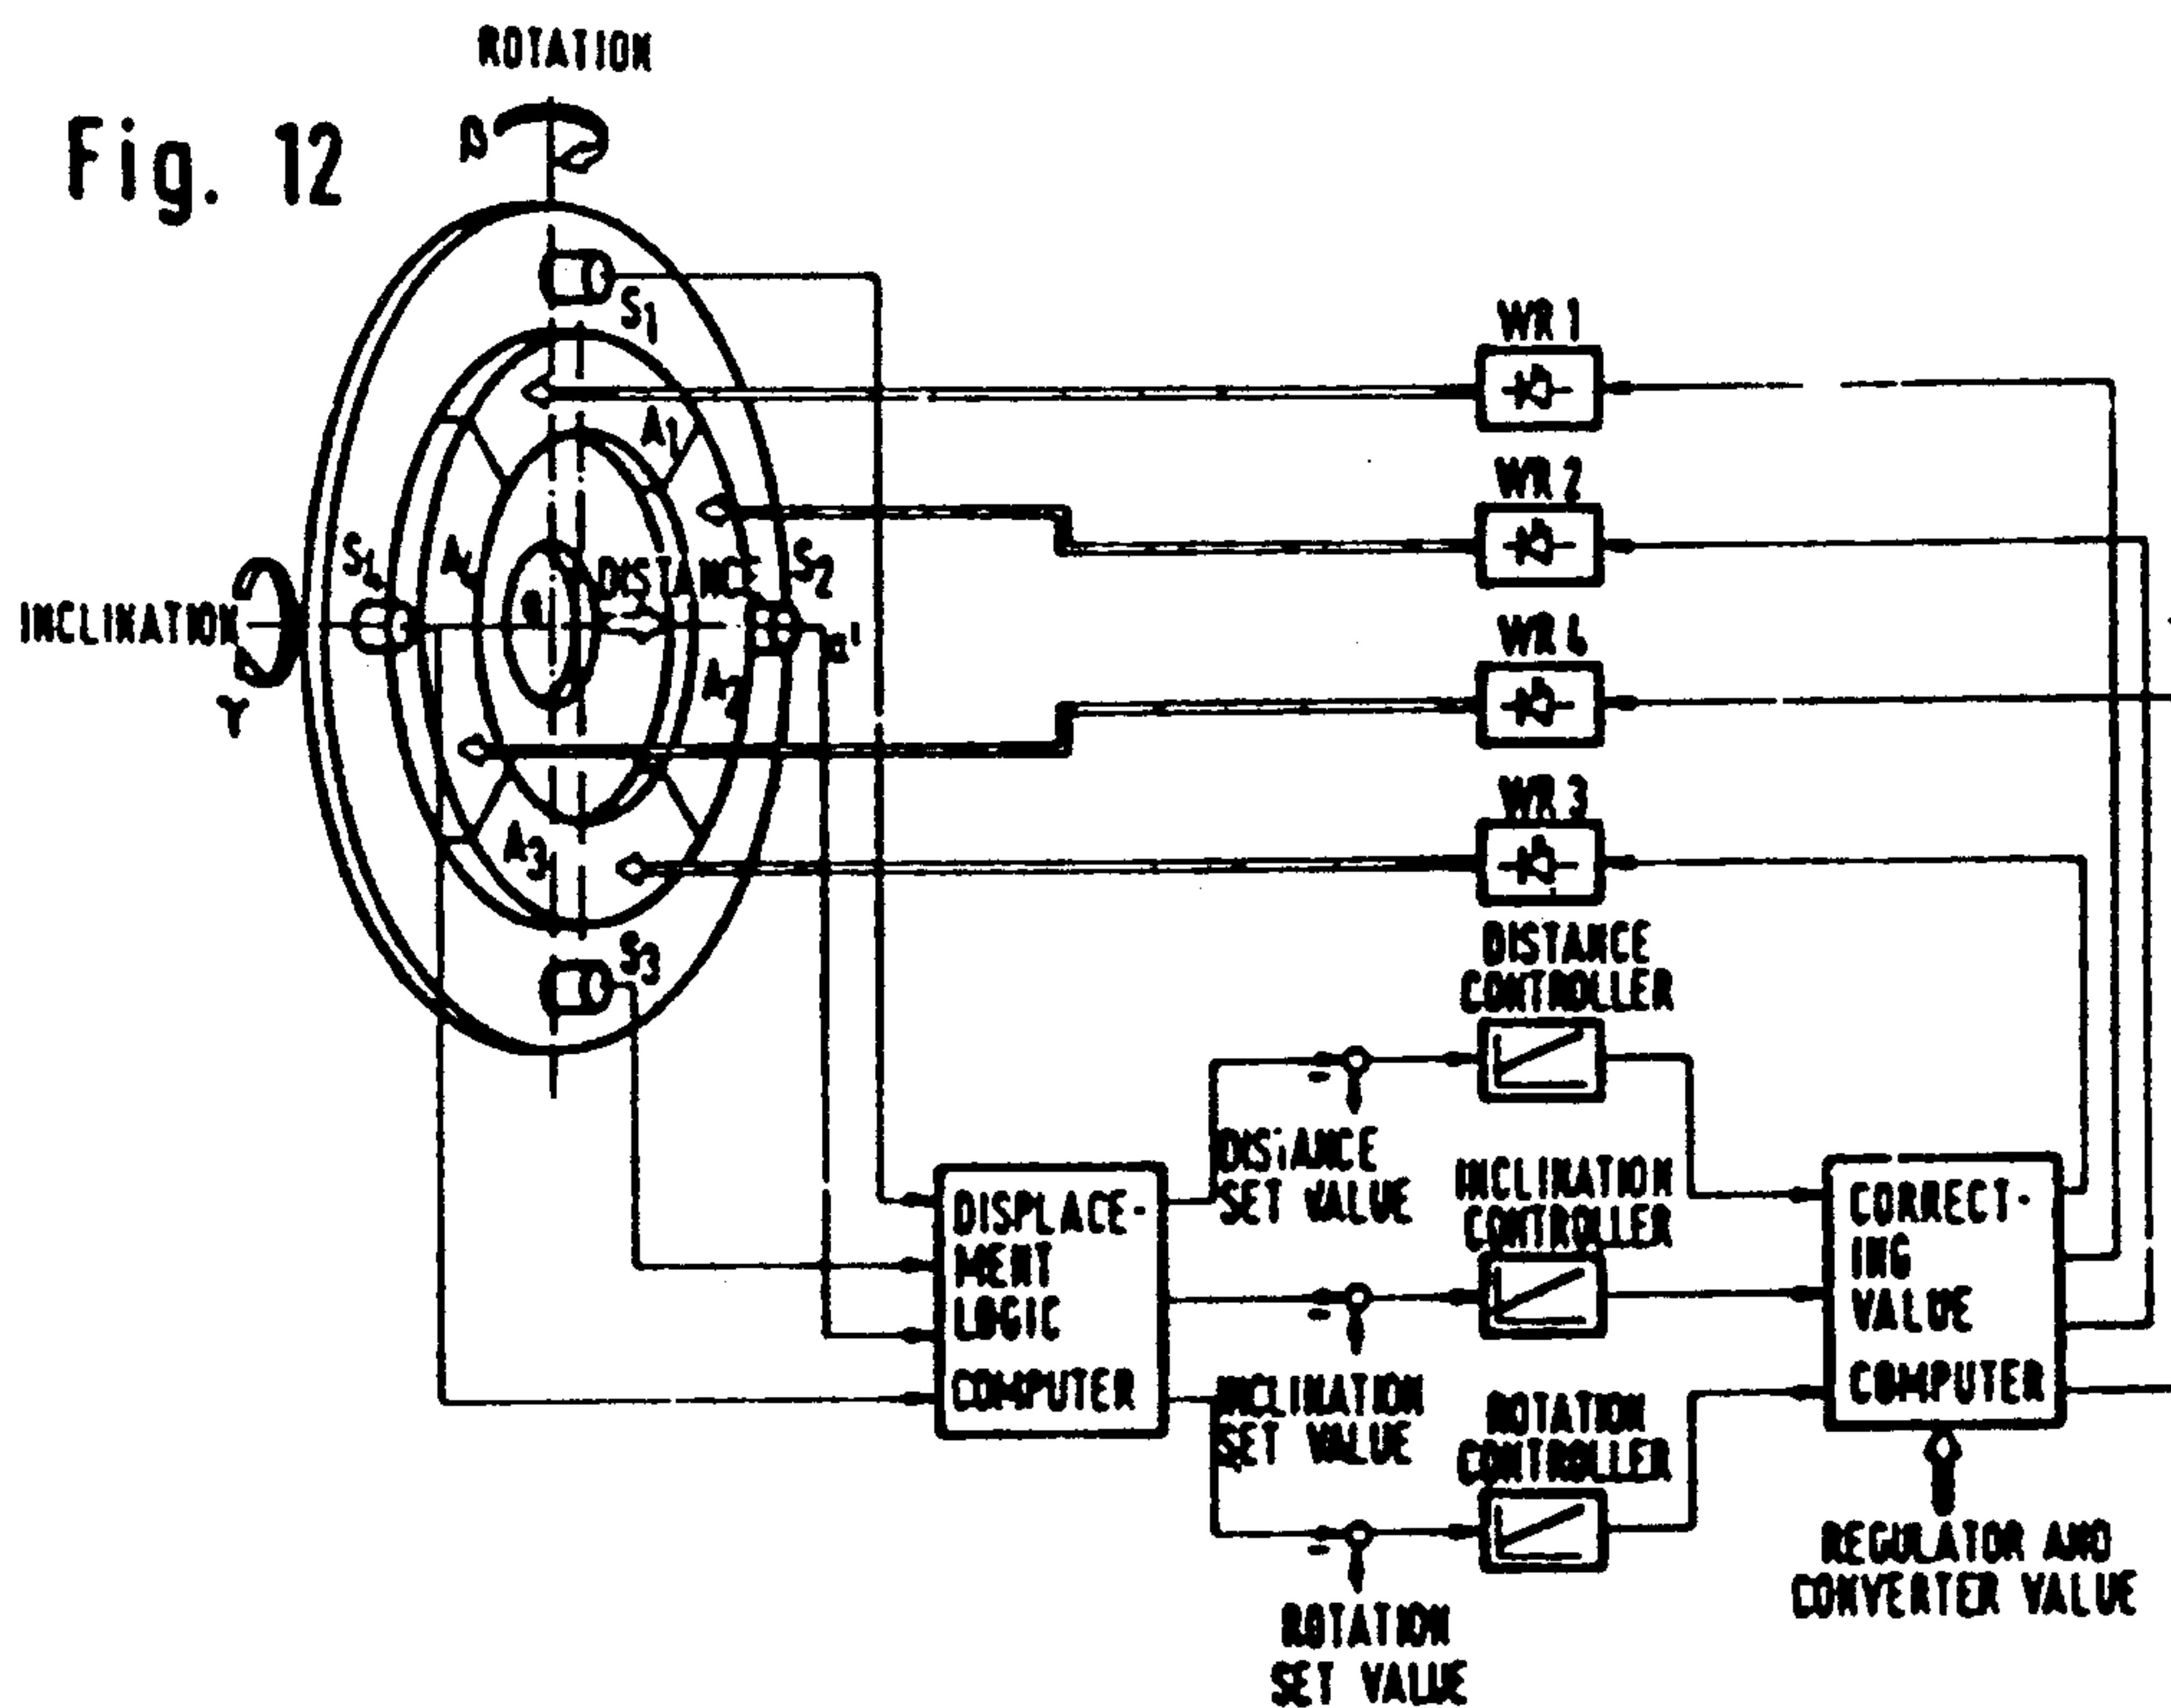 ROTATION
Fig. 12
β
S1
A1
WR 1
WR 2
S4
A4
DISTANCE
S2
INCLINATION
γ
A2
WR 4
A3
WR 3
S3
DISTANCE
CONTROLLER
DISTANCE
SET VALUE
INCLINATION
CONTROLLER
DISPLACE-
MENT
LOGIC
COMPUTER
CORRECT-
ING
VALUE
COMPUTER
INCLINATION
SET VALUE
ROTATION
CONTROLLER
ROTATION
SET VALUE
REGULATOR AND
CONVERTER VALUE